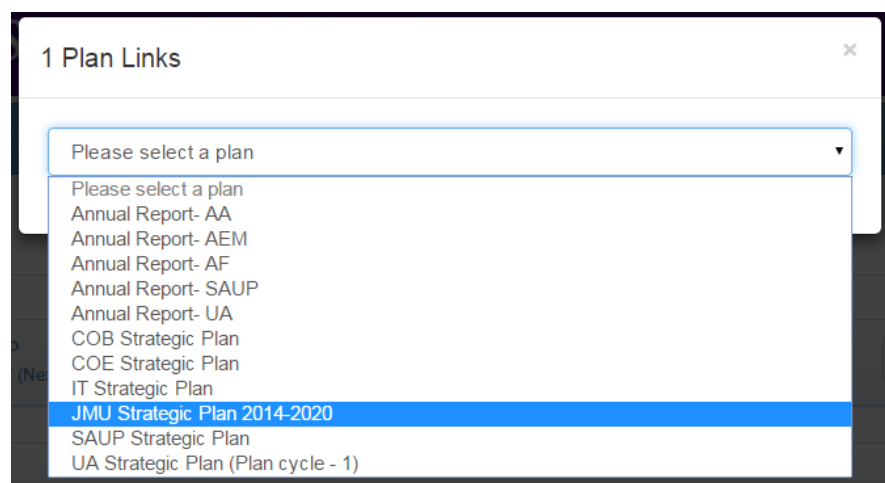 1 Plan Links
×
Please select a plan
Please select a plan
Annual Report- AA
Annual Report- AEM
Annual Report- AF
Annual Report- SAUP
Annual Report- UA
COB Strategic Plan
COE Strategic Plan
(Ne
IT Strategic Plan
JMU Strategic Plan 2014-2020
SAUP Strategic Plan
UA Strategic Plan (Plan cycle - 1)